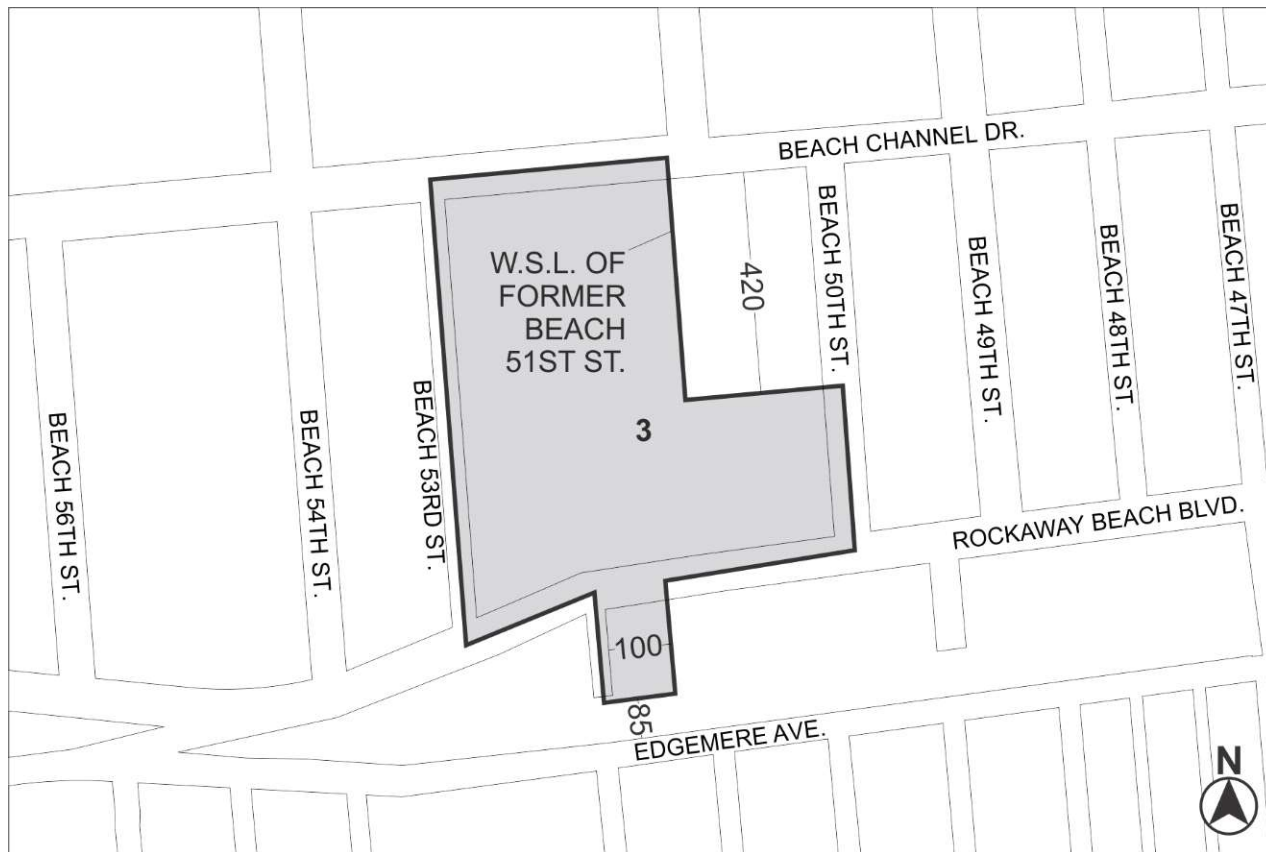 BEACH CHANNEL DR.
W.S.L. OF
FORMER
BEACH
51ST ST.
420
BEACH 50TH ST.
BEACH 49TH ST.
BEACH 48TH ST.
BEACH 47TH ST.
BEACH 56TH ST.
BEACH 54TH ST.
BEACH 53RD ST.
3
ROCKAWAY BEACH BLVD.
100
85
EDGEMERE AVE.
N